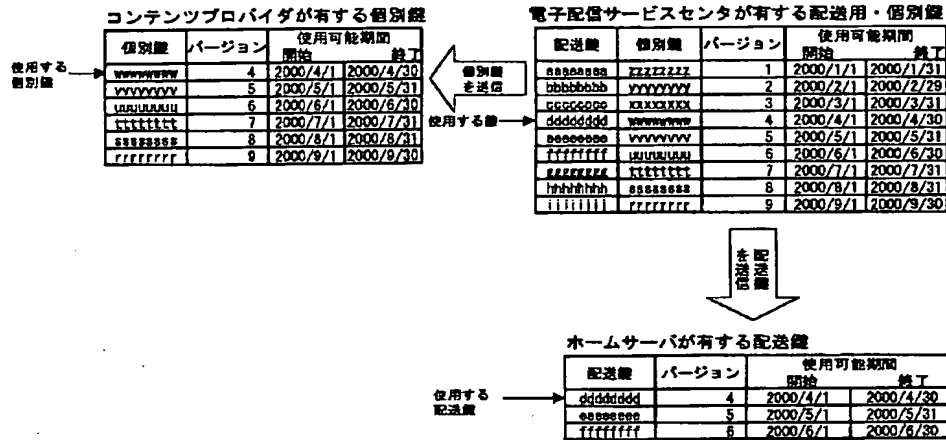 コンテンツプロバイダが有する個別鍵
個別鍵 バージョン 使用可能期間
開始 終了
使用する
個別鍵
wwwwwwww 4 2000/4/1 2000/4/30
vvvvvvvv 5 2000/5/1 2000/5/31
uuuuuuuu 6 2000/6/1 2000/6/30
tttttttt 7 2000/7/1 2000/7/31
ssssssss 8 2000/8/1 2000/8/31
rrrrrrrr 9 2000/9/1 2000/9/30
個別鍵
を送信
電子配信サービスセンタが有する配送用・個別鍵
配送鍵 個別鍵 バージョン 使用可能期間
開始 終了
aaaaaaaa zzzzzzzz 1 2000/1/1 2000/1/31
bbbbbbbb yyyyyyyy 2 2000/2/1 2000/2/29
cccccccc xxxxxxxx 3 2000/3/1 2000/3/31
使用する鍵
dddddddd wwwwwwww 4 2000/4/1 2000/4/30
eeeeeeee vvvvvvvv 5 2000/5/1 2000/5/31
ffffffff uuuuuuuu 6 2000/6/1 2000/6/30
gggggggg tttttttt 7 2000/7/1 2000/7/31
hhhhhhhh ssssssss 8 2000/8/1 2000/8/31
iiiiiiii rrrrrrrr 9 2000/9/1 2000/9/30
配送鍵
を送信
ホームサーバが有する配送鍵
配送鍵 バージョン 使用可能期間
開始 終了
使用する
配送鍵
dddddddd 4 2000/4/1 2000/4/30
eeeeeeee 5 2000/5/1 2000/5/31
ffffffff 6 2000/6/1 2000/6/30